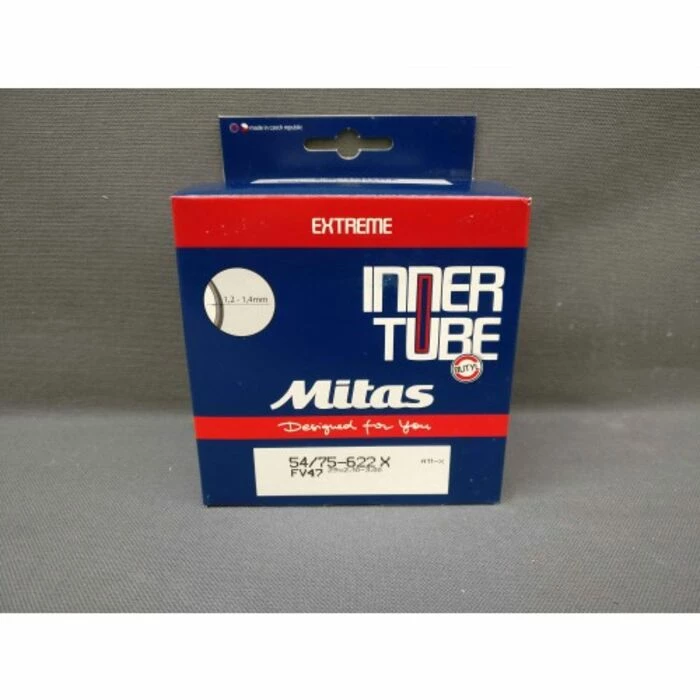 made in czech republic
EXTREME
1,2 - 1,4mm
INNER
TUBE
BUTYL
Mitas
Designed for You
54/75-622 X
FV47